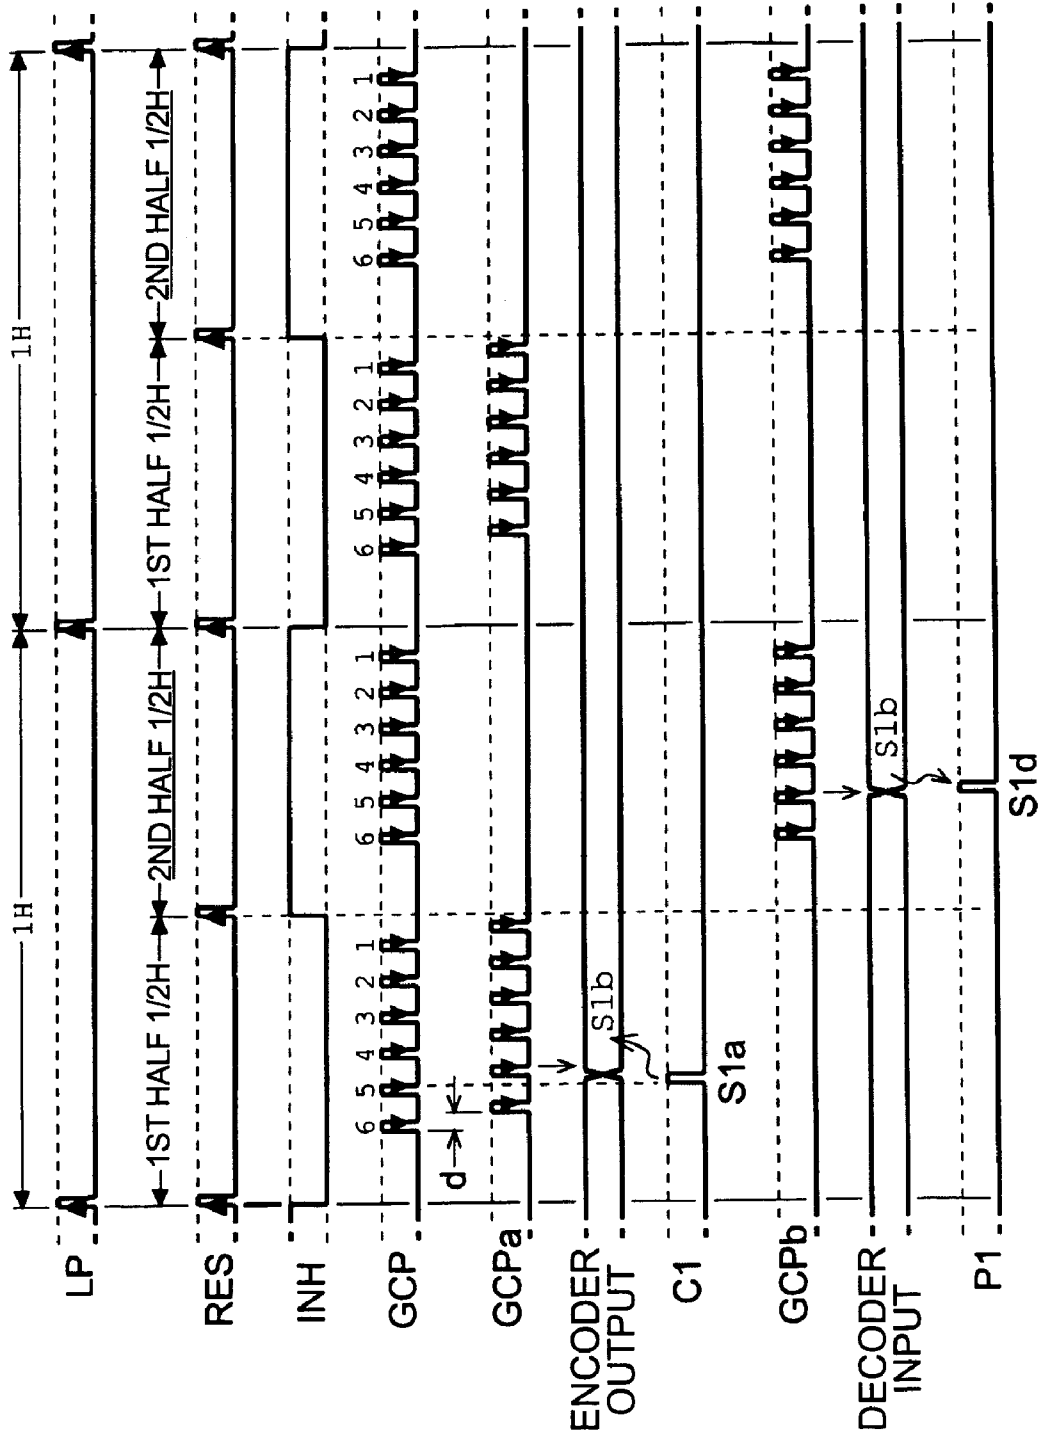 1H 1H
LP
1ST HALF 1/2H 2ND HALF 1/2H 1ST HALF 1/2H 2ND HALF 1/2H
RES
INH
6 5 4 3 2 1 6 5 4 3 2 1 6 5 4 3 2 1 6 5 4 3 2 1
GCP
d
GCPa
ENCODER
OUTPUT
S1b
C1
S1a
GCPb
DECODER
INPUT
S1b
P1
S1d